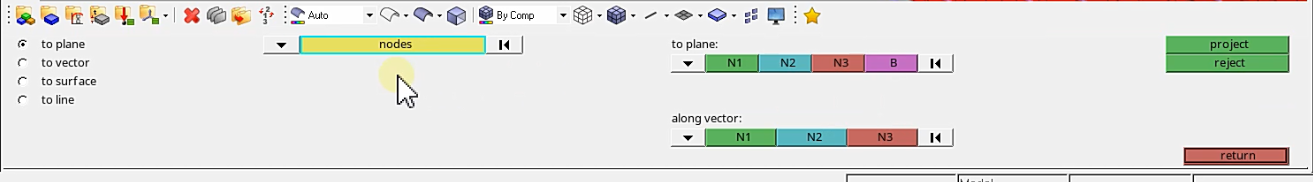 Auto By Comp
to plane nodes to plane: project
to vector N1 N2 N3 B reject
to surface
to line
along vector:
N1 N2 N3
return